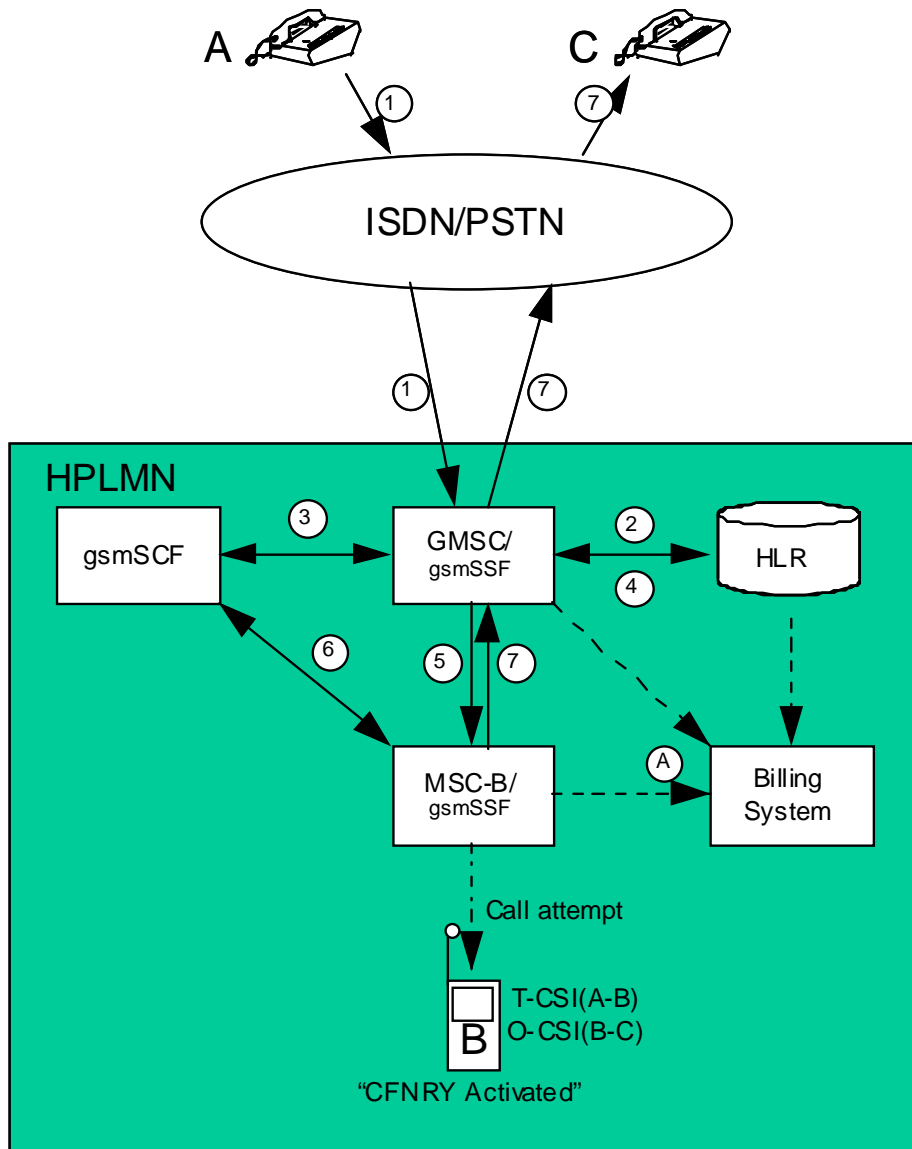 A
C
1
7
ISDN/PSTN
1
7
HPLMN
gsmSCF
3
GMSC/
gsmSSF
2
4
HLR
6
5
7
MSC-B/
gsmSSF
A
Billing
System
Call attempt
B
T-CSI(A-B)
O-CSI(B-C)
“CFNRY Activated”